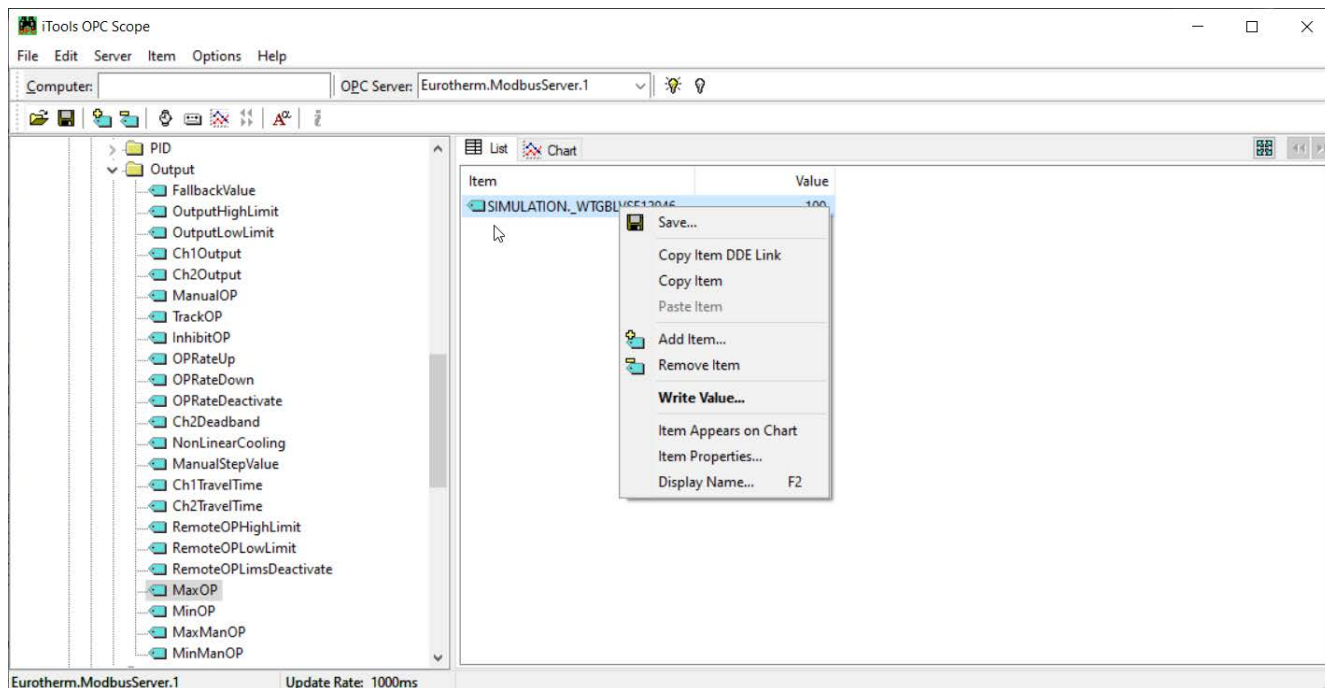 iTools OPC Scope
File Edit Server Item Options Help
Computer: OPC Server: Eurotherm.ModbusServer.1
PID
Output
FallbackValue
OutputHighLimit
OutputLowLimit
Ch1Output
Ch2Output
ManualOP
TrackOP
InhibitOP
OPRateUp
OPRateDown
OPRateDeactivate
Ch2Deadband
NonLinearCooling
ManualStepValue
Ch1TravelTime
Ch2TravelTime
RemoteOPHighLimit
RemoteOPLowLimit
RemoteOPLimsDeactivate
MaxOP
MinOP
MaxManOP
MinManOP
List Chart
Item Value
Save...
Copy Item DDE Link
Copy Item
Paste Item
Add Item...
Remove Item
Write Value...
Item Appears on Chart
Item Properties...
Display Name... F2
Eurotherm.ModbusServer.1 Update Rate: 1000ms